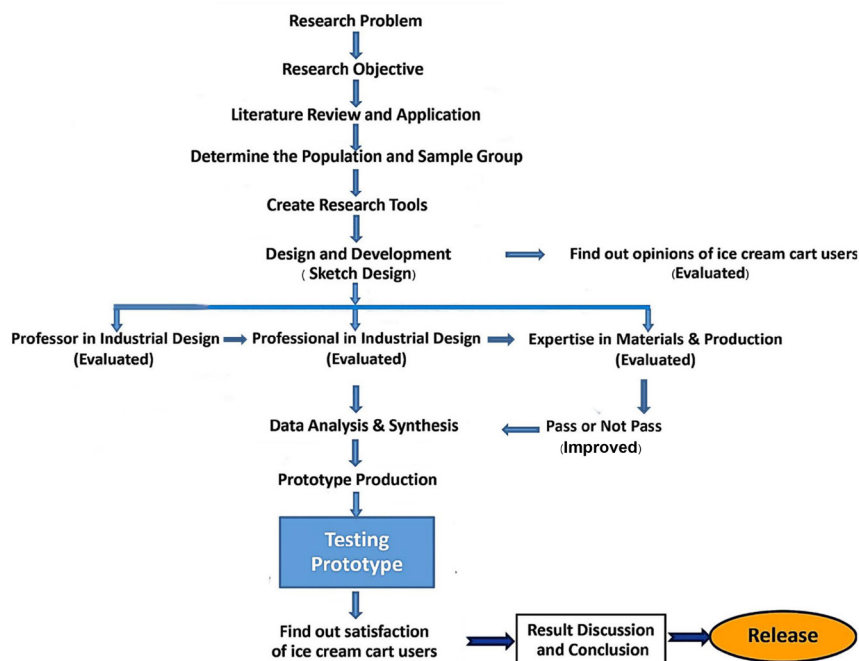 Research Problem
Research Objective
Literature Review and Application
Determine the Population and Sample Group
Create Research Tools
Design and Development
( Sketch Design)
Find out opinions of ice cream cart users
(Evaluated)
Professor in Industrial Design
(Evaluated)
Professional in Industrial Design
(Evaluated)
Expertise in Materials & Production
(Evaluated)
Data Analysis & Synthesis
Pass or Not Pass
(Improved)
Prototype Production
Testing
Prototype
Find out satisfaction
of ice cream cart users
Result Discussion
and Conclusion
Release